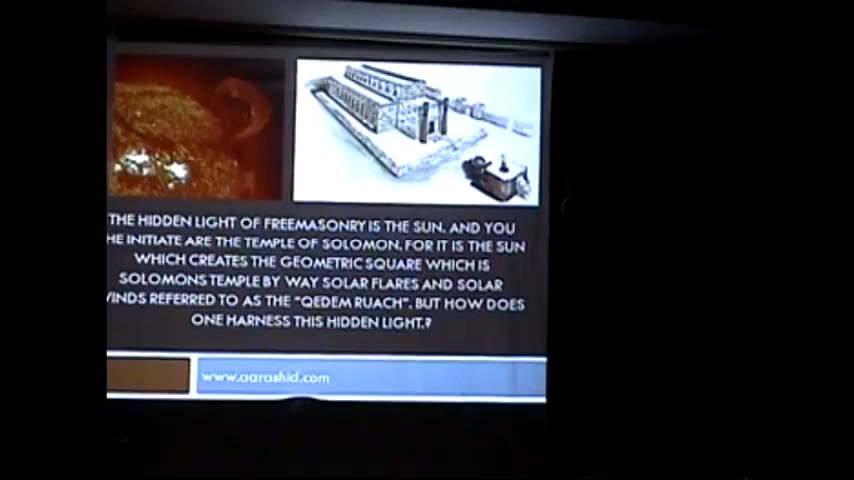 THE HIDDEN LIGHT OF FREEMASONRY IS THE SUN. AND YOU
HE INITIATE ARE THE TEMPLE OF SOLOMON. FOR IT IS THE SUN
WHICH CREATES THE GEOMETRIC SQUARE WHICH IS
SOLOMONS TEMPLE BY WAY SOLAR FLARES AND SOLAR
INDS REFERRED TO AS THE "QEDEM RUACH". BUT HOW DOES
ONE HARNESS THIS HIDDEN LIGHT.?
www.aarashid.com